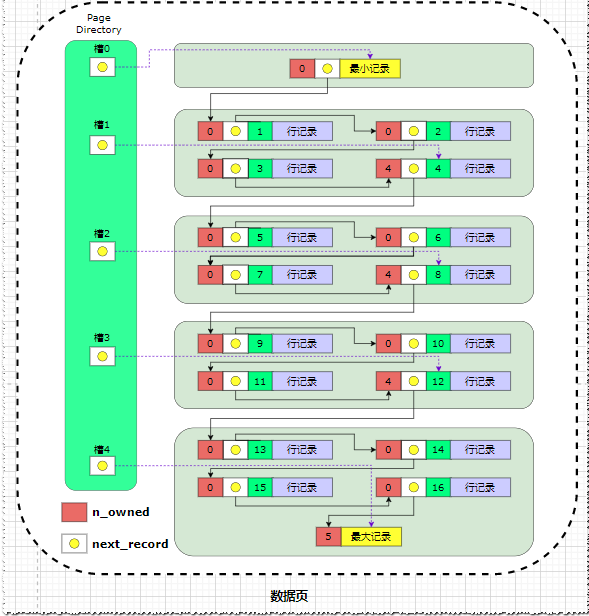 Page
Directory
槽0
0 最小记录
槽1
0 1 行记录 0 2 行记录
0 3 行记录 4 4 行记录
槽2
0 5 行记录 0 6 行记录
0 7 行记录 4 8 行记录
槽3
0 9 行记录 0 10 行记录
0 11 行记录 4 12 行记录
槽4
0 13 行记录 0 14 行记录
0 15 行记录 0 16 行记录
5 最大记录
n_owned
next_record
数据页